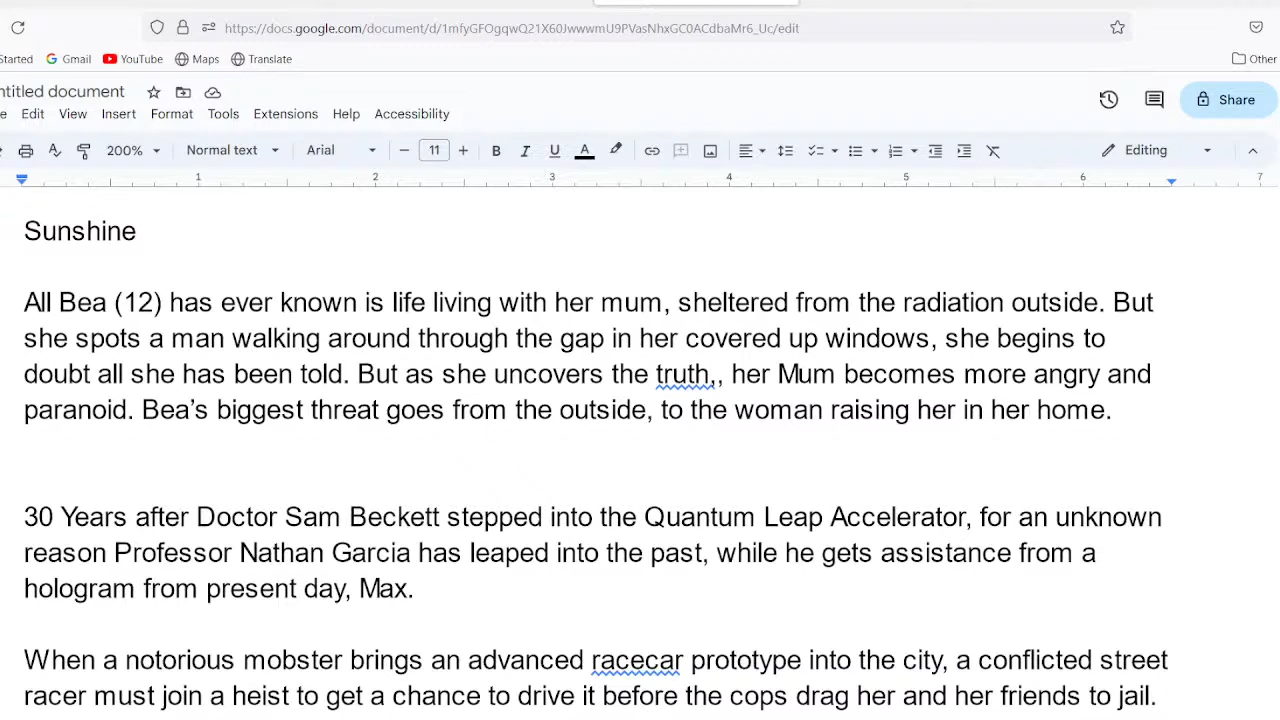 https://docs.google.com/document/d/1mfyGFOgqwQ21X60JwwwmU9PVasNhxGC0ACdbaMr6_Uc/edit
Started Gmail YouTube Maps Translate Other
ntitled document
e Edit View Insert Format Tools Extensions Help Accessibility
Share
200% Normal text Arial 11 B I U A Editing
1 2 3 4 5 6 7
Sunshine
All Bea (12) has ever known is life living with her mum, sheltered from the radiation outside. But
she spots a man walking around through the gap in her covered up windows, she begins to
doubt all she has been told. But as she uncovers the truth,, her Mum becomes more angry and
paranoid. Bea’s biggest threat goes from the outside, to the woman raising her in her home.
30 Years after Doctor Sam Beckett stepped into the Quantum Leap Accelerator, for an unknown
reason Professor Nathan Garcia has leaped into the past, while he gets assistance from a
hologram from present day, Max.
When a notorious mobster brings an advanced racecar prototype into the city, a conflicted street
racer must join a heist to get a chance to drive it before the cops drag her and her friends to jail.